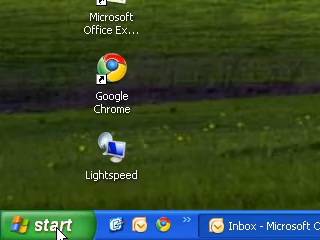 Microsoft
Office Ex...
Google
Chrome
Lightspeed
start
Inbox - Microsoft O